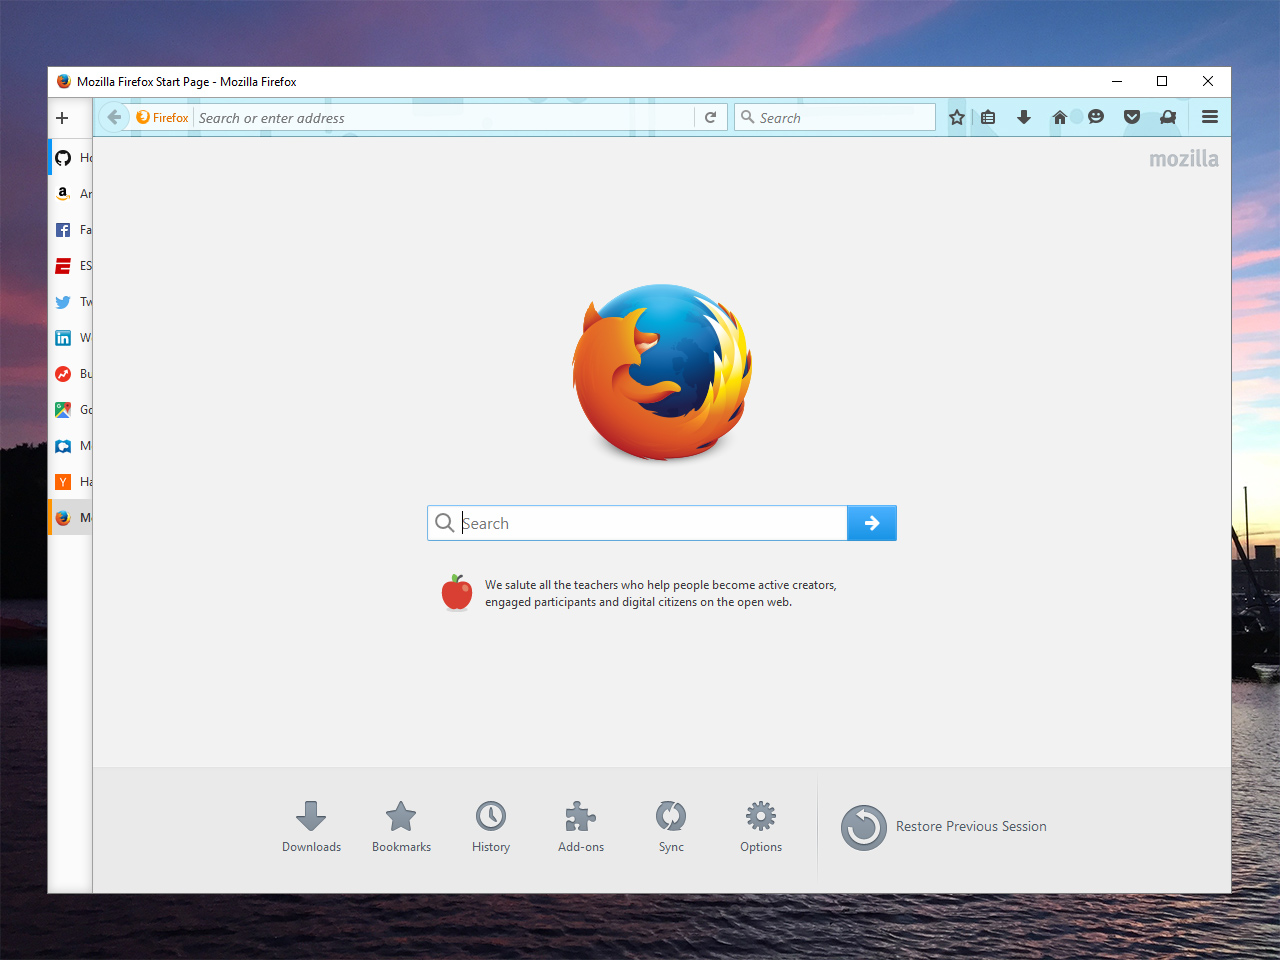 Mozilla Firefox Start Page - Mozilla Firefox
Firefox
Search or enter address
Search
mozilla
Ho
a
Fa
ES
Tw
in
W
Bu
Go
Y
Ha
Mo
Search
We salute all the teachers who help people become active creators,
engaged participants and digital citizens on the open web.
Downloads
Bookmarks
History
Add-ons
Sync
Options
Restore Previous Session